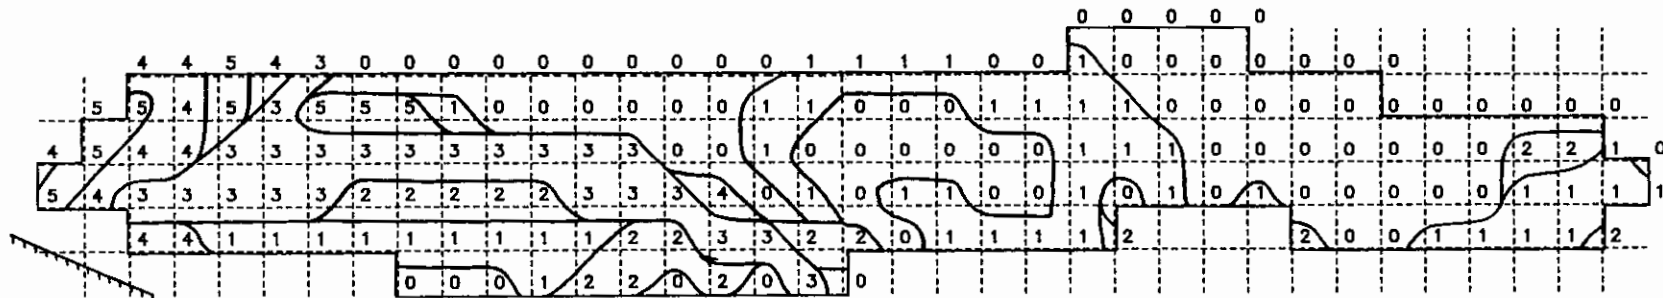 0 0 0 0 0
4 4 5 4 3 0 0 0 0 0 0 0 0 0 0 1 1 1 1 0 0 1 0 0 0 0 0 0 0
5 5 4 5 3 5 5 5 1 0 0 0 0 0 0 1 1 0 0 0 1 1 1 1 0 0 0 0 0 0 0 0 0 0 0
4 5 4 4 3 3 3 3 3 3 3 3 3 3 0 0 1 0 0 0 0 0 0 1 1 1 0 0 0 0 0 0 0 2 2 1 0
5 4 3 3 3 3 3 2 2 2 2 2 3 3 3 4 0 1 0 1 1 0 0 1 0 1 0 1 0 0 0 0 0 1 1 1 1
4 4 1 1 1 1 1 1 1 1 1 2 2 3 3 2 2 0 1 1 1 1 2 2 0 0 1 1 1 1 2
0 0 0 1 2 2 0 2 0 3 0